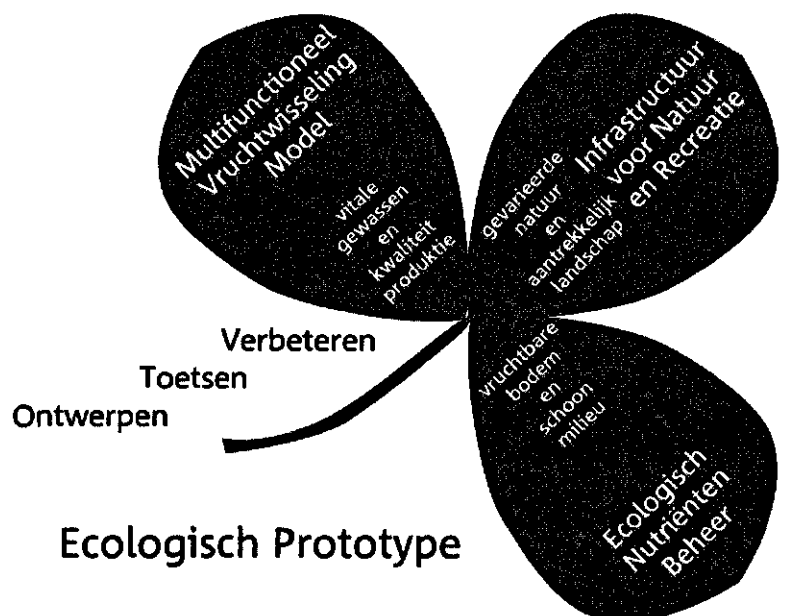 Multifunctioneel
Vruchtwisseling
Model
vitale
gewassen
en
kwaliteit
produktie
Infrastructuur
voor Natuur
en Recreatie
gevarieerde
natuur
en
aantrekkelijk
landschap
vruchtbare
bodem
en
schoon
milieu
Ecologisch
Nutriënten
Beheer
Verbeteren
Toetsen
Ontwerpen
Ecologisch Prototype